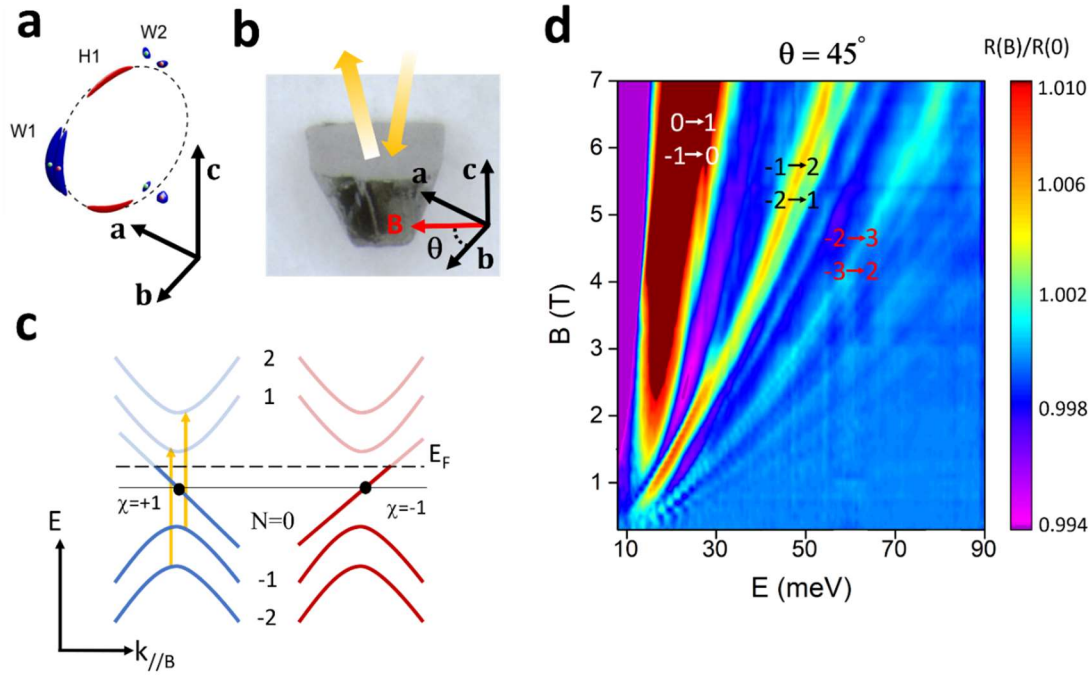 a
W2
H1
W1
c
a
b
b
c
a
B
θ
b
c
2
1
E_F
χ=+1
N=0
χ=-1
E
-1
-2
k_//B
d
θ = 45°
R(B)/R(0)
7
6
5
4
3
2
1
B (T)
0→1
-1→0
-1→2
-2→1
-2→3
-3→2
10 30 50 70 90
E (meV)
1.010
1.006
1.002
0.998
0.994